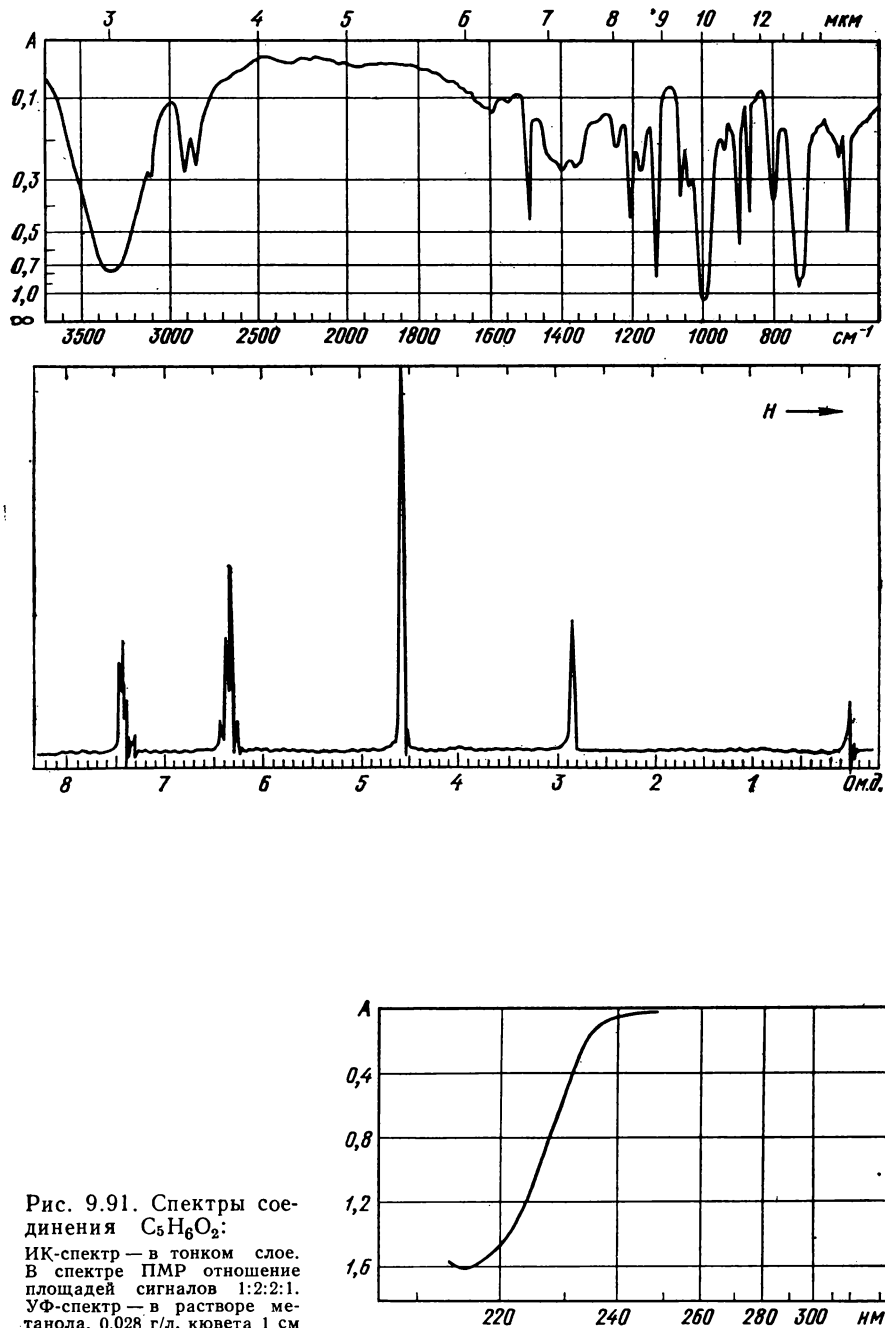 3 4 5 6 7 8 9 10 12 мкм
A
0,1
0,3
0,5
0,7
1,0
∞
3500 3000 2500 2000 1800 1600 1400 1200 1000 800 см⁻¹
H
8 7 6 5 4 3 2 1 0м.д.
A
0,4
0,8
1,2
1,6
220 240 260 280 300 нм
Рис. 9.91. Спектры сое-
динения C₅H₆O₂:
ИК-спектр — в тонком слое.
В спектре ПМР отношение
площадей сигналов 1:2:2:1.
УФ-спектр — в растворе ме-
танола, 0,028 г/л, кювета 1 см